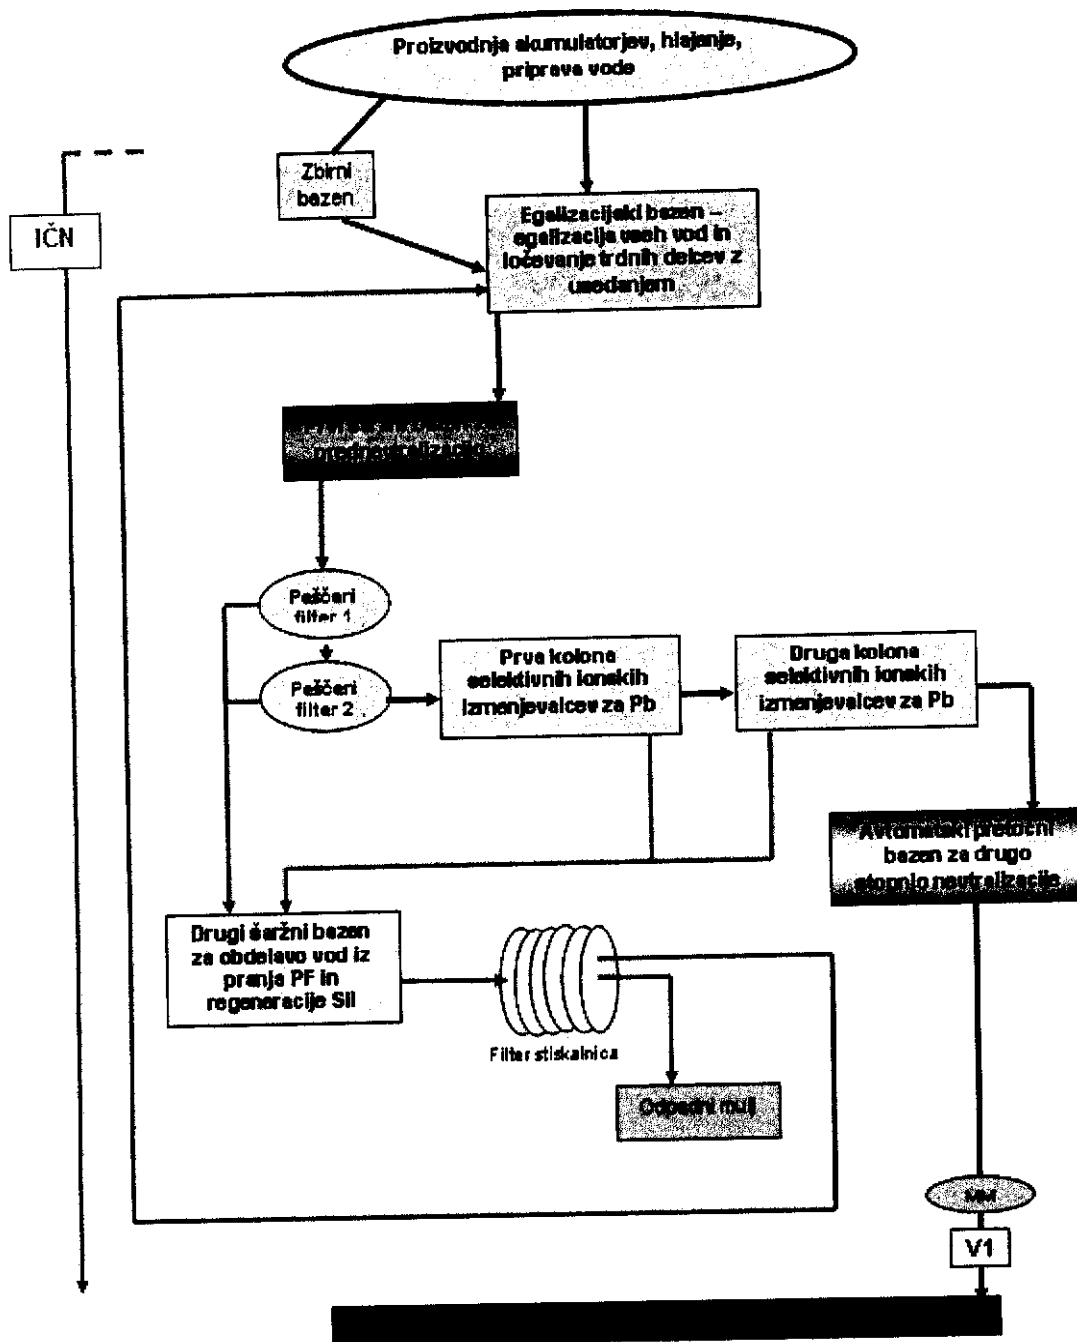 Proizvodnja akumulatorjev, hlajenje,
priprava vode
Zbirni
bazen
IČN
Egalizacijski bazen –
egalizacija vseh vod in
ločevanje trdnih delcev z
usedanjem
prednevtralizacijo
Peščeni
filter 1
Peščeni
filter 2
Prva kolona
selektivnih ionskih
izmenjevalcev za Pb
Druga kolona
selektivnih ionskih
izmenjevalcev za Pb
Avtomatski pretočni
bazen za drugo
stopnjo nevtralizacije
Drugi šaržni bazen
za obdelavo vod iz
pranja PF in
regeneracije SII
Filter stiskalnica
Odpadni mulj
V1